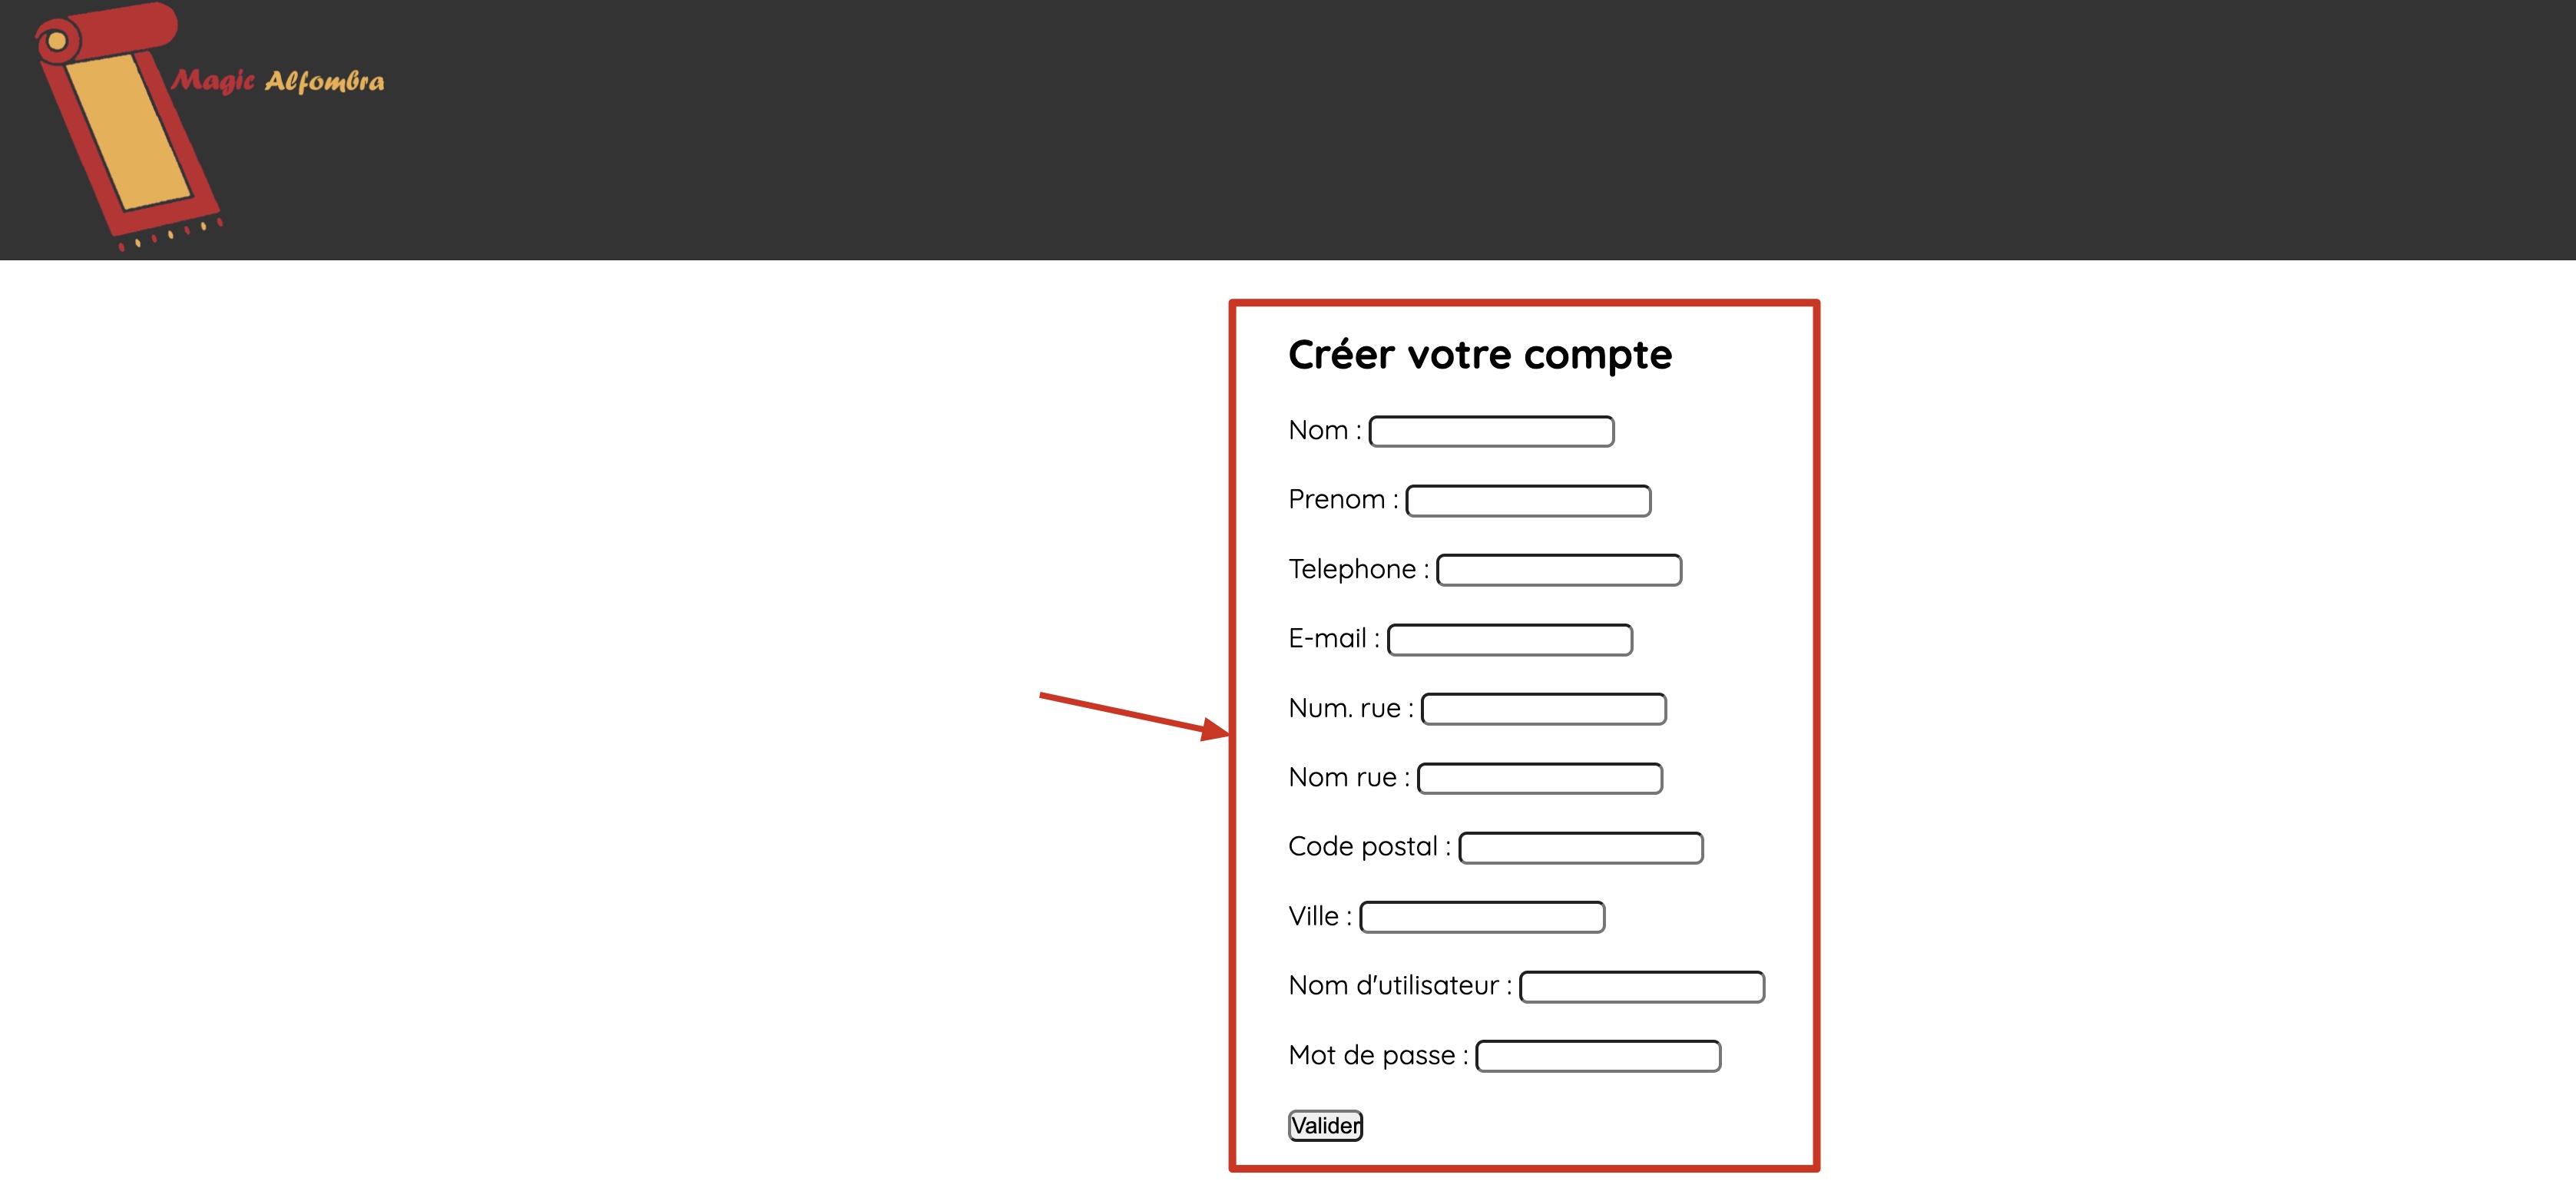 Magic Alfombra
Créer votre compte
Nom :
Prenom :
Telephone :
E-mail :
Num. rue :
Nom rue :
Code postal :
Ville :
Nom d'utilisateur :
Mot de passe :
Valider